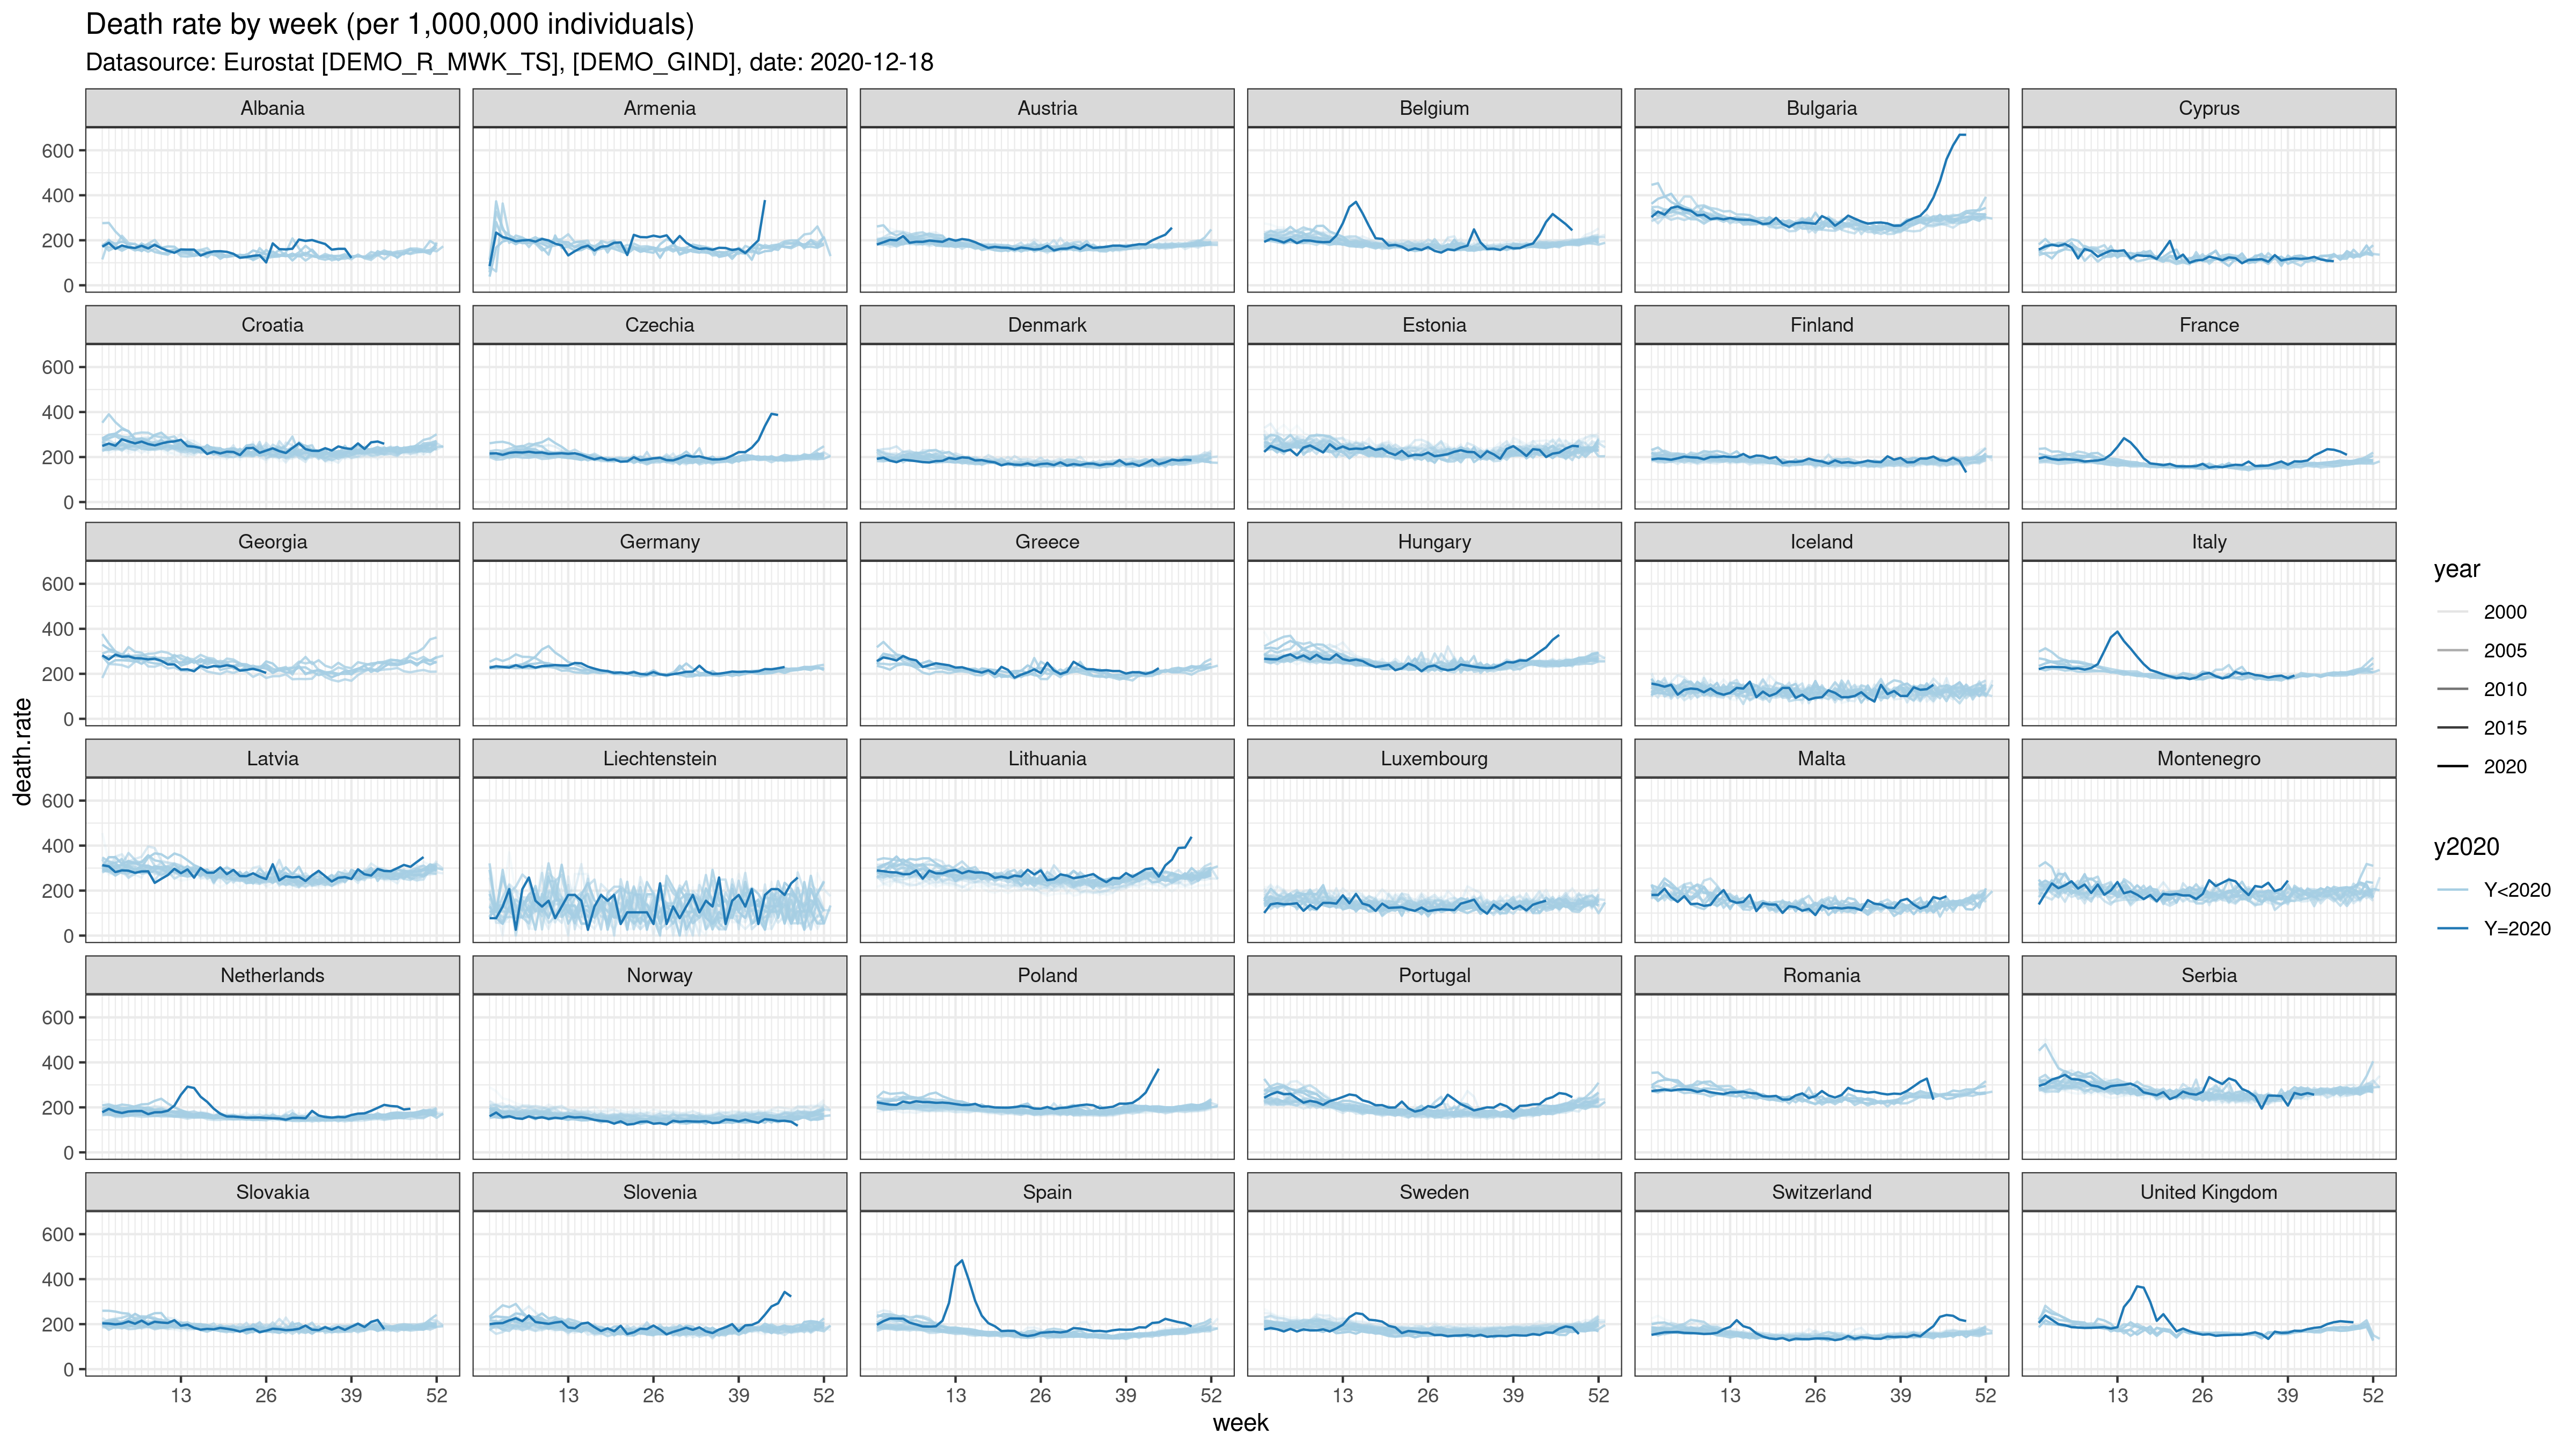 Death rate by week (per 1,000,000 individuals)
Datasource: Eurostat [DEMO_R_MWK_TS], [DEMO_GIND], date: 2020-12-18
Albania
Armenia
Austria
Belgium
Bulgaria
Cyprus
600
400
200
0
Croatia
Czechia
Denmark
Estonia
Finland
France
600
400
200
0
Georgia
Germany
Greece
Hungary
Iceland
Italy
600
400
200
0
Latvia
Liechtenstein
Lithuania
Luxembourg
Malta
Montenegro
600
400
200
0
Netherlands
Norway
Poland
Portugal
Romania
Serbia
600
400
200
0
Slovakia
Slovenia
Spain
Sweden
Switzerland
United Kingdom
600
400
200
0
13 26 39 52
13 26 39 52
13 26 39 52
13 26 39 52
13 26 39 52
13 26 39 52
week
death.rate
year
2000
2005
2010
2015
2020
y2020
Y<2020
Y=2020